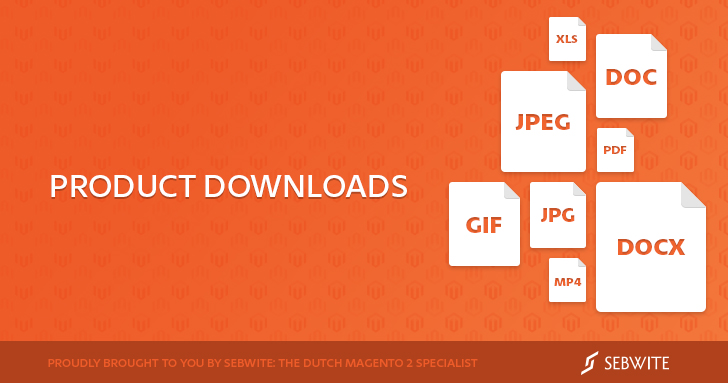 XLS
DOC
JPEG
PDF
PRODUCT DOWNLOADS
GIF
JPG
DOCX
MP4
PROUDLY BROUGHT TO YOU BY SEBWITE: THE DUTCH MAGENTO 2 SPECIALIST
SEBWITE